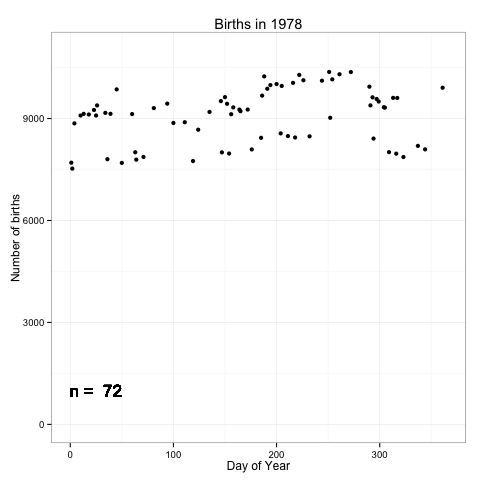 Births in 1978
Number of births
9000
6000
3000
0
n = 72
0 100 200 300
Day of Year